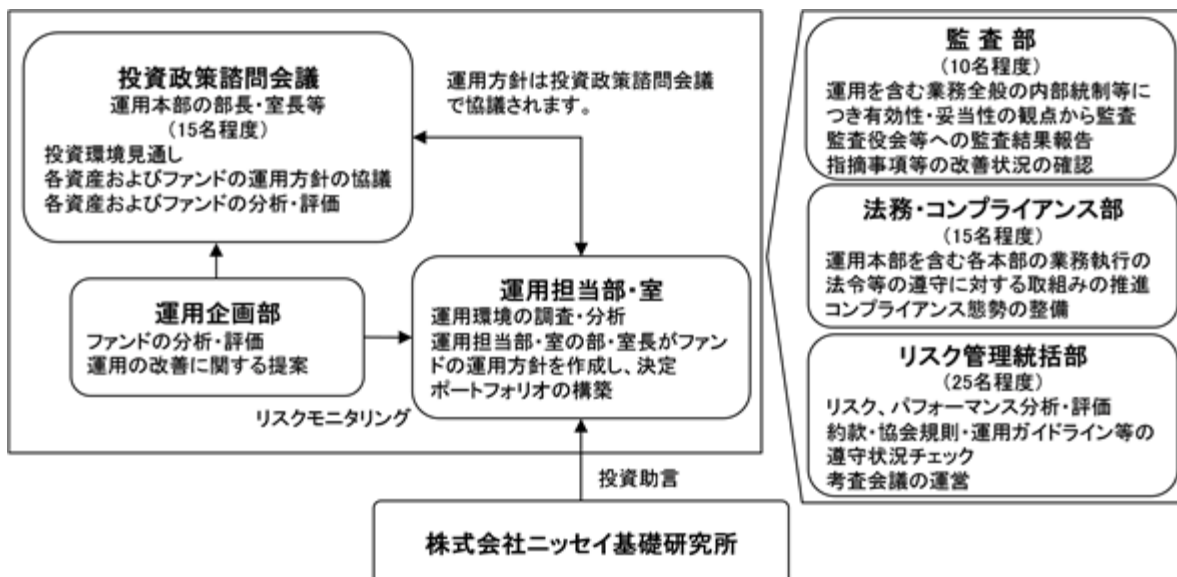 投資政策諮問会議
運用本部の部長・室長等
(15名程度)
投資環境見通し
各資産およびファンドの運用方針の協議
各資産およびファンドの分析・評価
運用方針は投資政策諮問会議
で協議されます。
運用企画部
ファンドの分析・評価
運用の改善に関する提案
運用担当部・室
運用環境の調査・分析
運用担当部・室の部・室長がファン
ドの運用方針を作成し、決定
ポートフォリオの構築
リスクモニタリング
投資助言
株式会社ニッセイ基礎研究所
監査部
(10名程度)
運用を含む業務全般の内部統制等に
つき有効性・妥当性の観点から監査
監査役会等への監査結果報告
指摘事項等の改善状況の確認
法務・コンプライアンス部
(15名程度)
運用本部を含む各本部の業務執行の
法令等の遵守に対する取組みの推進
コンプライアンス態勢の整備
リスク管理統括部
(25名程度)
リスク、パフォーマンス分析・評価
約款・協会規則・運用ガイドライン等の
遵守状況チェック
考査会議の運営